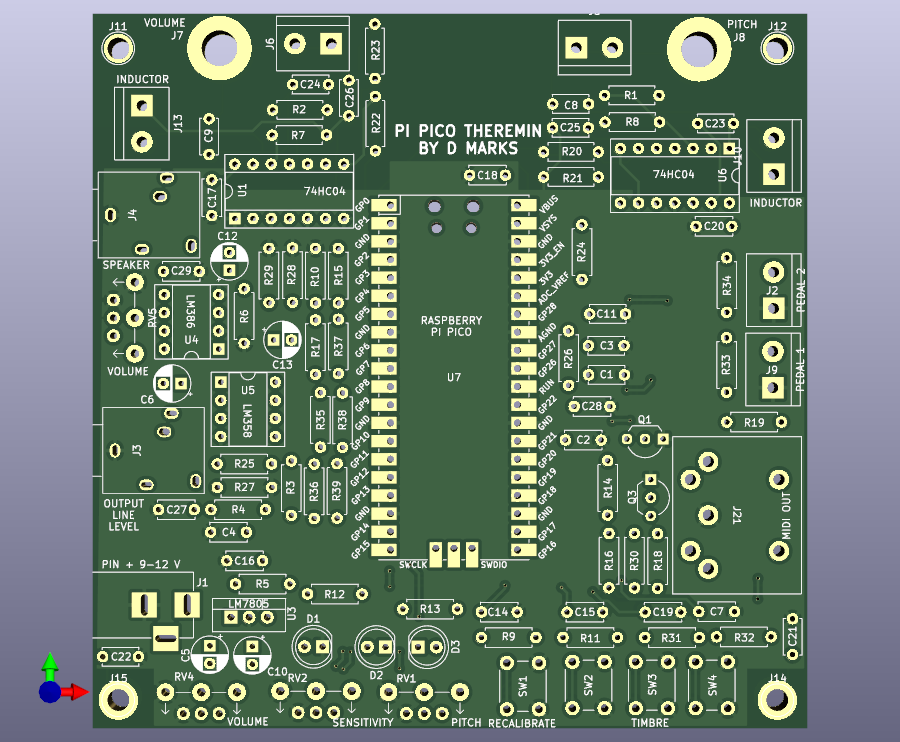 J11
VOLUME
J7
J6
R23
PITCH
J8
J12
INDUCTOR
J13
C24
C26
R2
R7
C9
R22
PI PICO THEREMIN
BY D MARKS
C8
C25
R1
R8
C23
R20
R21
J10
U6
74HC04
INDUCTOR
C18
U1
74HC04
C17
J4
SPEAKER
C12
C29
C20
R24
GP0
GP1
GND
GP2
GP3
GP4
GP5
GND
GP6
GP7
GP8
GP9
GND
GP10
GP11
GP12
GP13
GND
GP14
GP15
VBUS
VSYS
GND
3V3_EN
3V3
ADC_VREF
GP28
AGND
GP27
GP26
RUN
GP22
GND
GP21
GP20
GP19
GP18
GND
GP17
GP16
RASPBERRY
PI PICO
U7
SWCLK
SWDIO
RV5
LM386
U4
R6
R29
R28
R10
R15
C13
R17
R37
VOLUME
C6
U5
LM358
R35
R38
J3
OUTPUT
LINE
LEVEL
R25
R27
R4
C27
C4
R3
R36
R39
C11
C3
C1
R26
C28
C2
Q1
R34
J2
PEDAL 2
R33
J9
PEDAL 1
R19
R14
Q3
J21
MIDI OUT
R16
R30
R18
PIN + 9-12 V
J1
C16
R5
LM7805
U3
R12
R13
C14
C15
C19
C7
C21
R9
R11
R31
R32
C22
C5
C10
D1
D2
D3
J15
RV4
RV2
RV1
SW1
SW2
SW3
SW4
J14
VOLUME
SENSITIVITY
PITCH
RECALIBRATE
TIMBRE